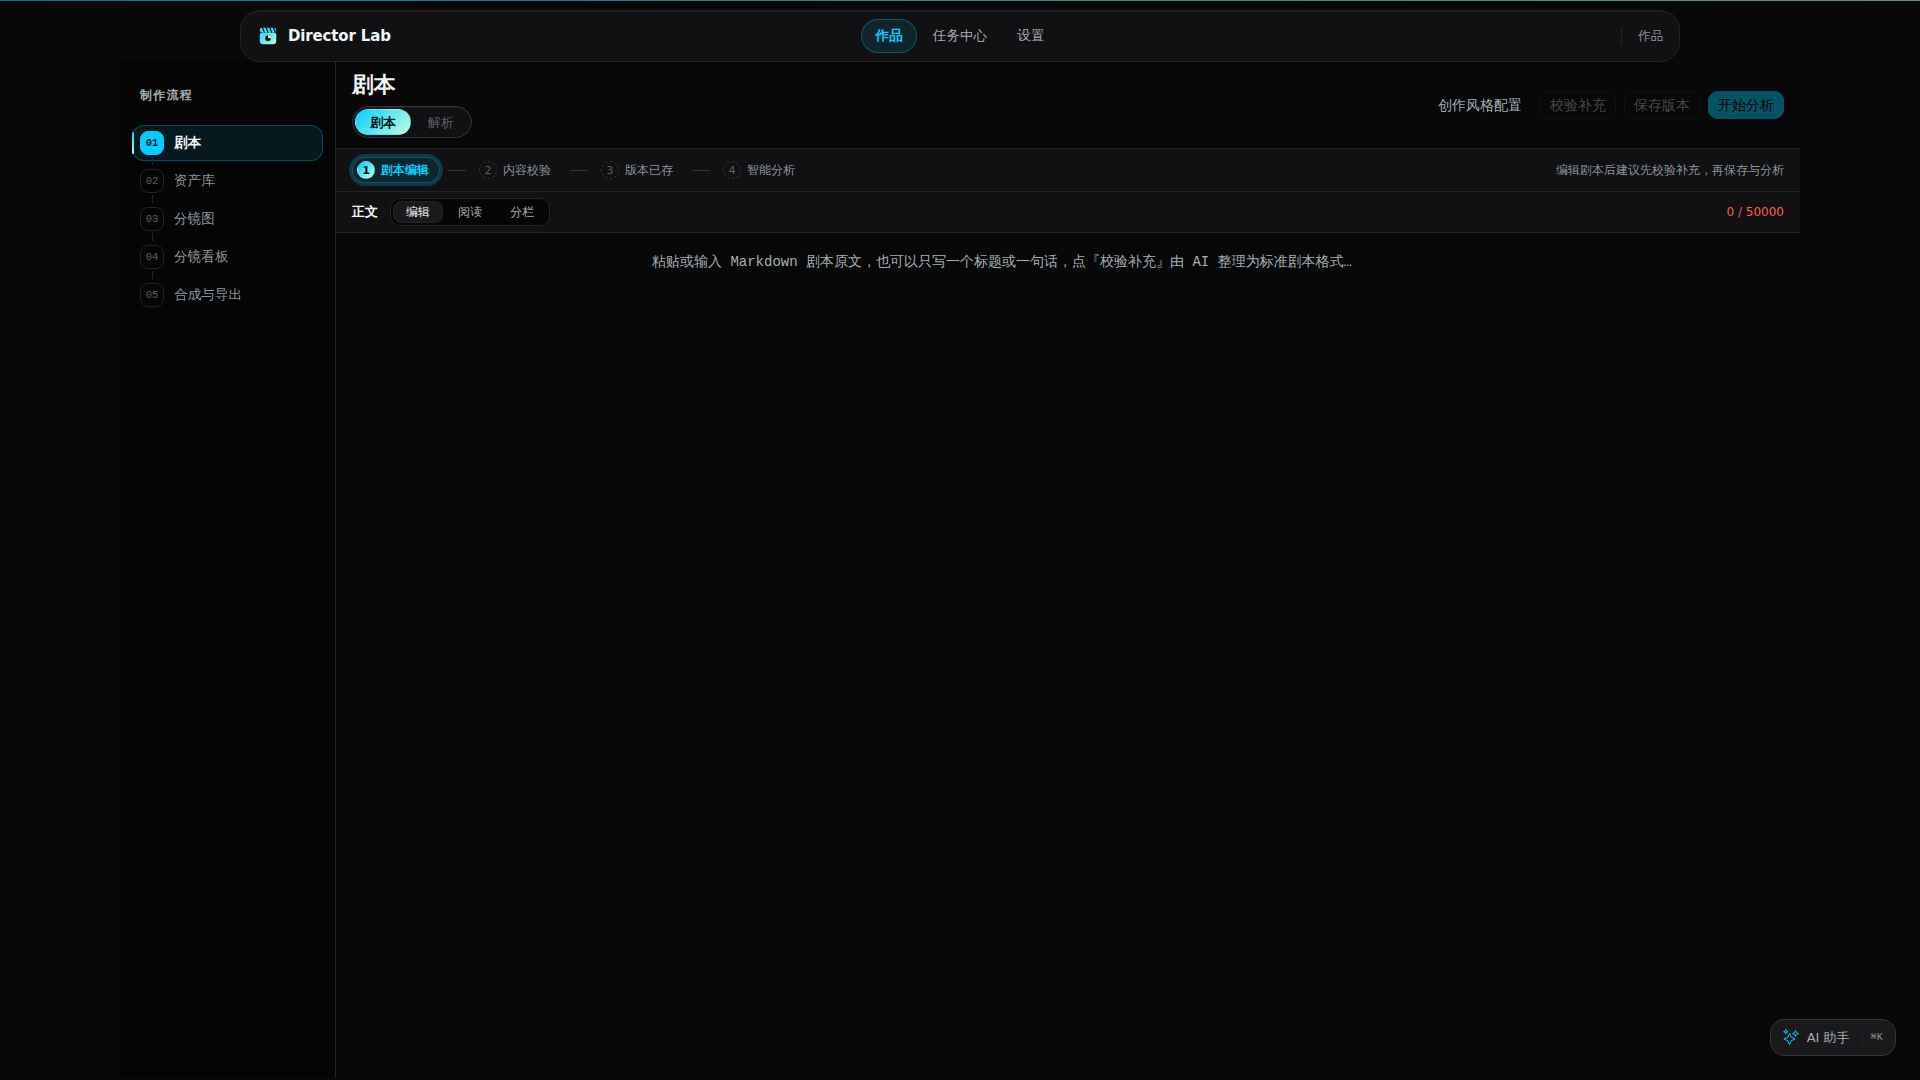 Director Lab
作品 任务中心 设置
作品
制作流程
01 剧本
02 资产库
03 分镜图
04 分镜看板
05 合成与导出
剧本
剧本 解析
创作风格配置 校验补充 保存版本 开始分析
1 剧本编辑 2 内容校验 3 版本已存 4 智能分析
编辑剧本后建议先校验补充，再保存与分析
正文 编辑 阅读 分栏
0 / 50000
粘贴或输入 Markdown 剧本原文，也可以只写一个标题或一句话，点『校验补充』由 AI 整理为标准剧本格式…
AI 助手 ⌘K